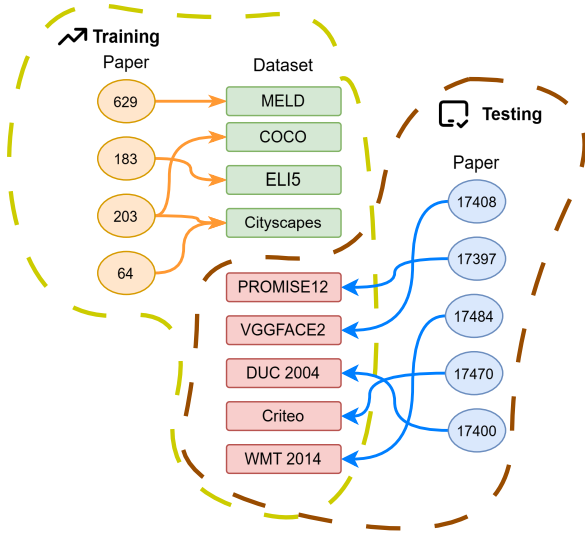 Training
Paper
Dataset
629
MELD
COCO
183
ELI5
203
Cityscapes
64
Testing
Paper
17408
17397
PROMISE12
17484
VGGFACE2
17470
DUC 2004
Criteo
17400
WMT 2014